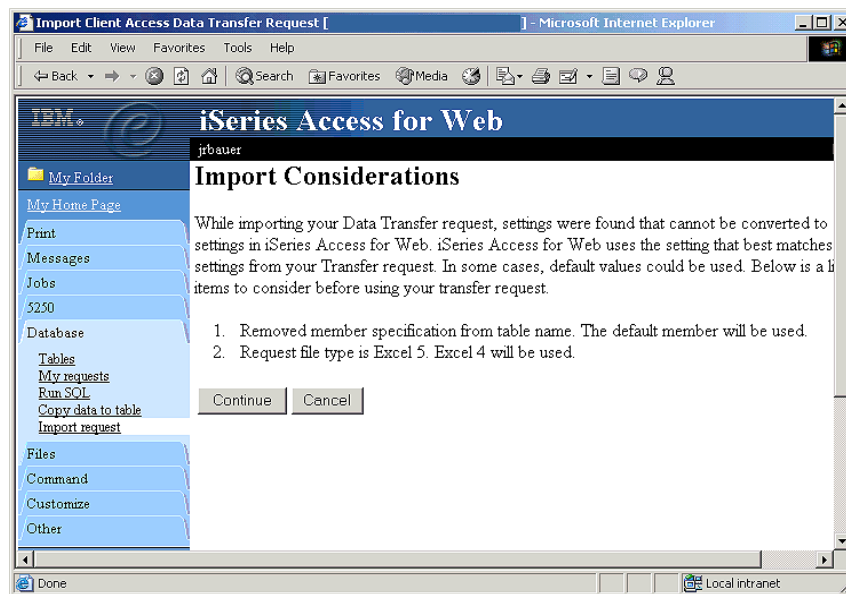 Import Client Access Data Transfer Request [ ] - Microsoft Internet Explorer
File Edit View Favorites Tools Help
Back Search Favorites Media
IBM
iSeries Access for Web
jrbauer
My Folder
My Home Page
Print
Messages
Jobs
5250
Database
Tables
My requests
Run SQL
Copy data to table
Import request
Files
Command
Customize
Other
Import Considerations
While importing your Data Transfer request, settings were found that cannot be converted to
settings in iSeries Access for Web. iSeries Access for Web uses the setting that best matches
settings from your Transfer request. In some cases, default values could be used. Below is a li
items to consider before using your transfer request.
1. Removed member specification from table name. The default member will be used.
2. Request file type is Excel 5. Excel 4 will be used.
Continue Cancel
Done Local intranet